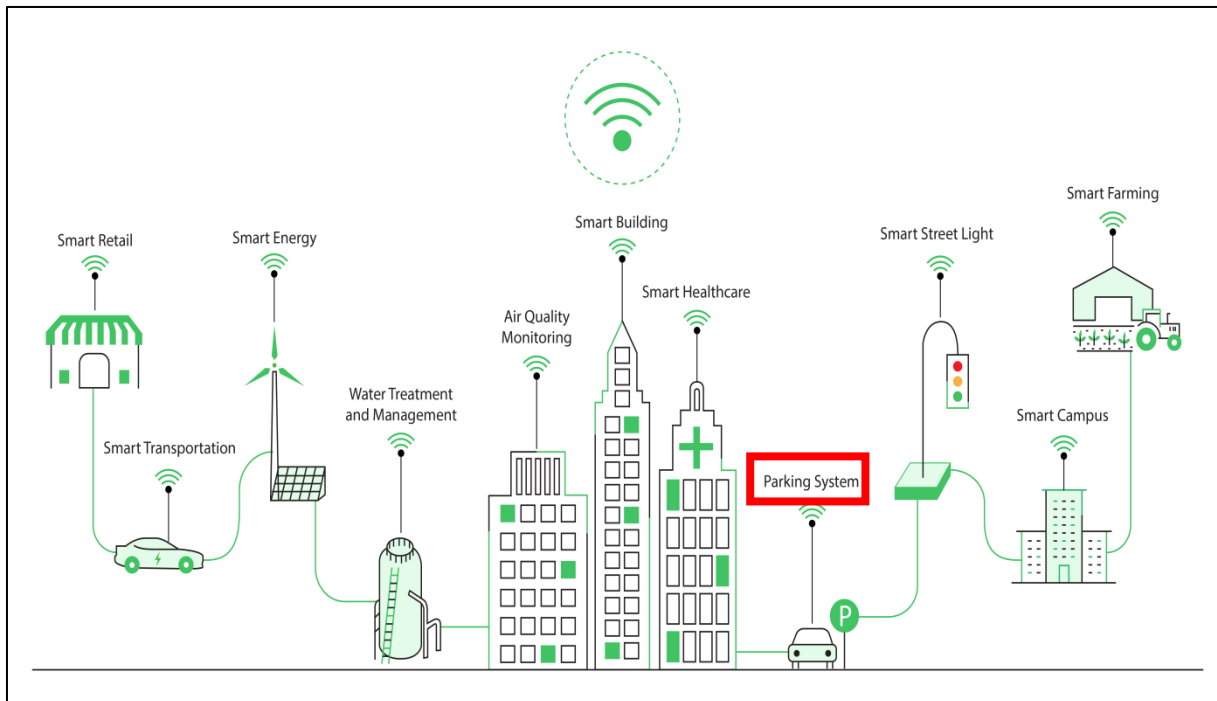 Smart Retail
Smart Energy
Smart Transportation
Water Treatment
and Management
Air Quality
Monitoring
Smart Building
Smart Healthcare
Parking System
P
Smart Street Light
Smart Campus
Smart Farming